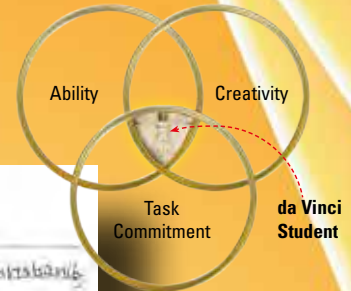 Ability
Creativity
Task
Commitment
da Vinci
Student